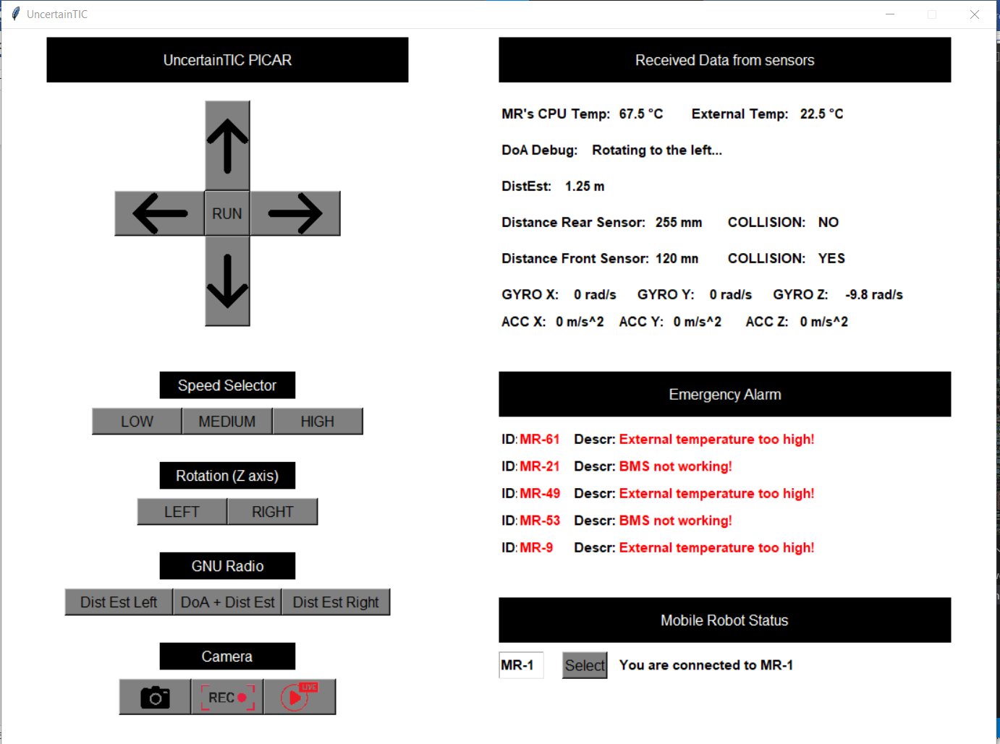 UncertainTIC
UncertainTIC PICAR
RUN
Speed Selector
LOW MEDIUM HIGH
Rotation (Z axis)
LEFT RIGHT
GNU Radio
Dist Est Left DoA + Dist Est Dist Est Right
Camera
REC LIVE
Received Data from sensors
MR's CPU Temp: 67.5 °C External Temp: 22.5 °C
DoA Debug: Rotating to the left...
DistEst: 1.25 m
Distance Rear Sensor: 255 mm COLLISION: NO
Distance Front Sensor: 120 mm COLLISION: YES
GYRO X: 0 rad/s GYRO Y: 0 rad/s GYRO Z: -9.8 rad/s
ACC X: 0 m/s^2 ACC Y: 0 m/s^2 ACC Z: 0 m/s^2
Emergency Alarm
ID: MR-61 Descr: External temperature too high!
ID: MR-21 Descr: BMS not working!
ID: MR-49 Descr: External temperature too high!
ID: MR-53 Descr: BMS not working!
ID: MR-9 Descr: External temperature too high!
Mobile Robot Status
MR-1 Select You are connected to MR-1